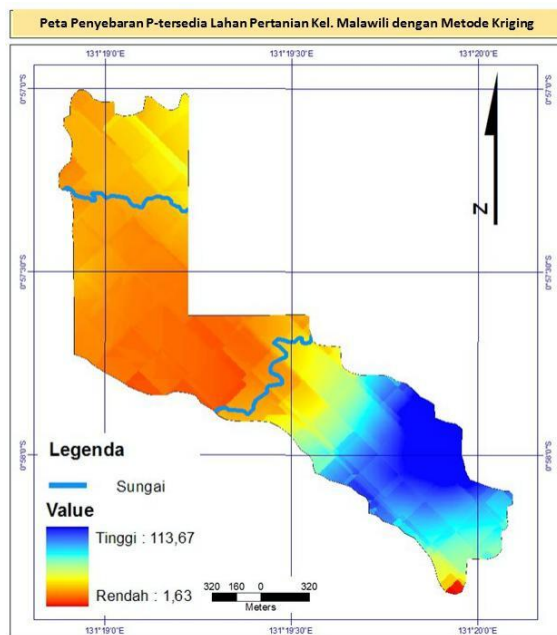 Peta Penyebaran P-tersedia Lahan Pertanian Kel. Malawili dengan Metode Kriging
131°19'0"E 131°19'30"E 131°20'0"E
0°57'0"S 0°57'0"S
N
0°57'30"S 0°57'30"S
0°58'0"S 0°58'0"S
Legenda
Sungai
Value
Tinggi : 113,67
Rendah : 1,63
320 160 0 320
Meters
131°19'0"E 131°19'30"E 131°20'0"E